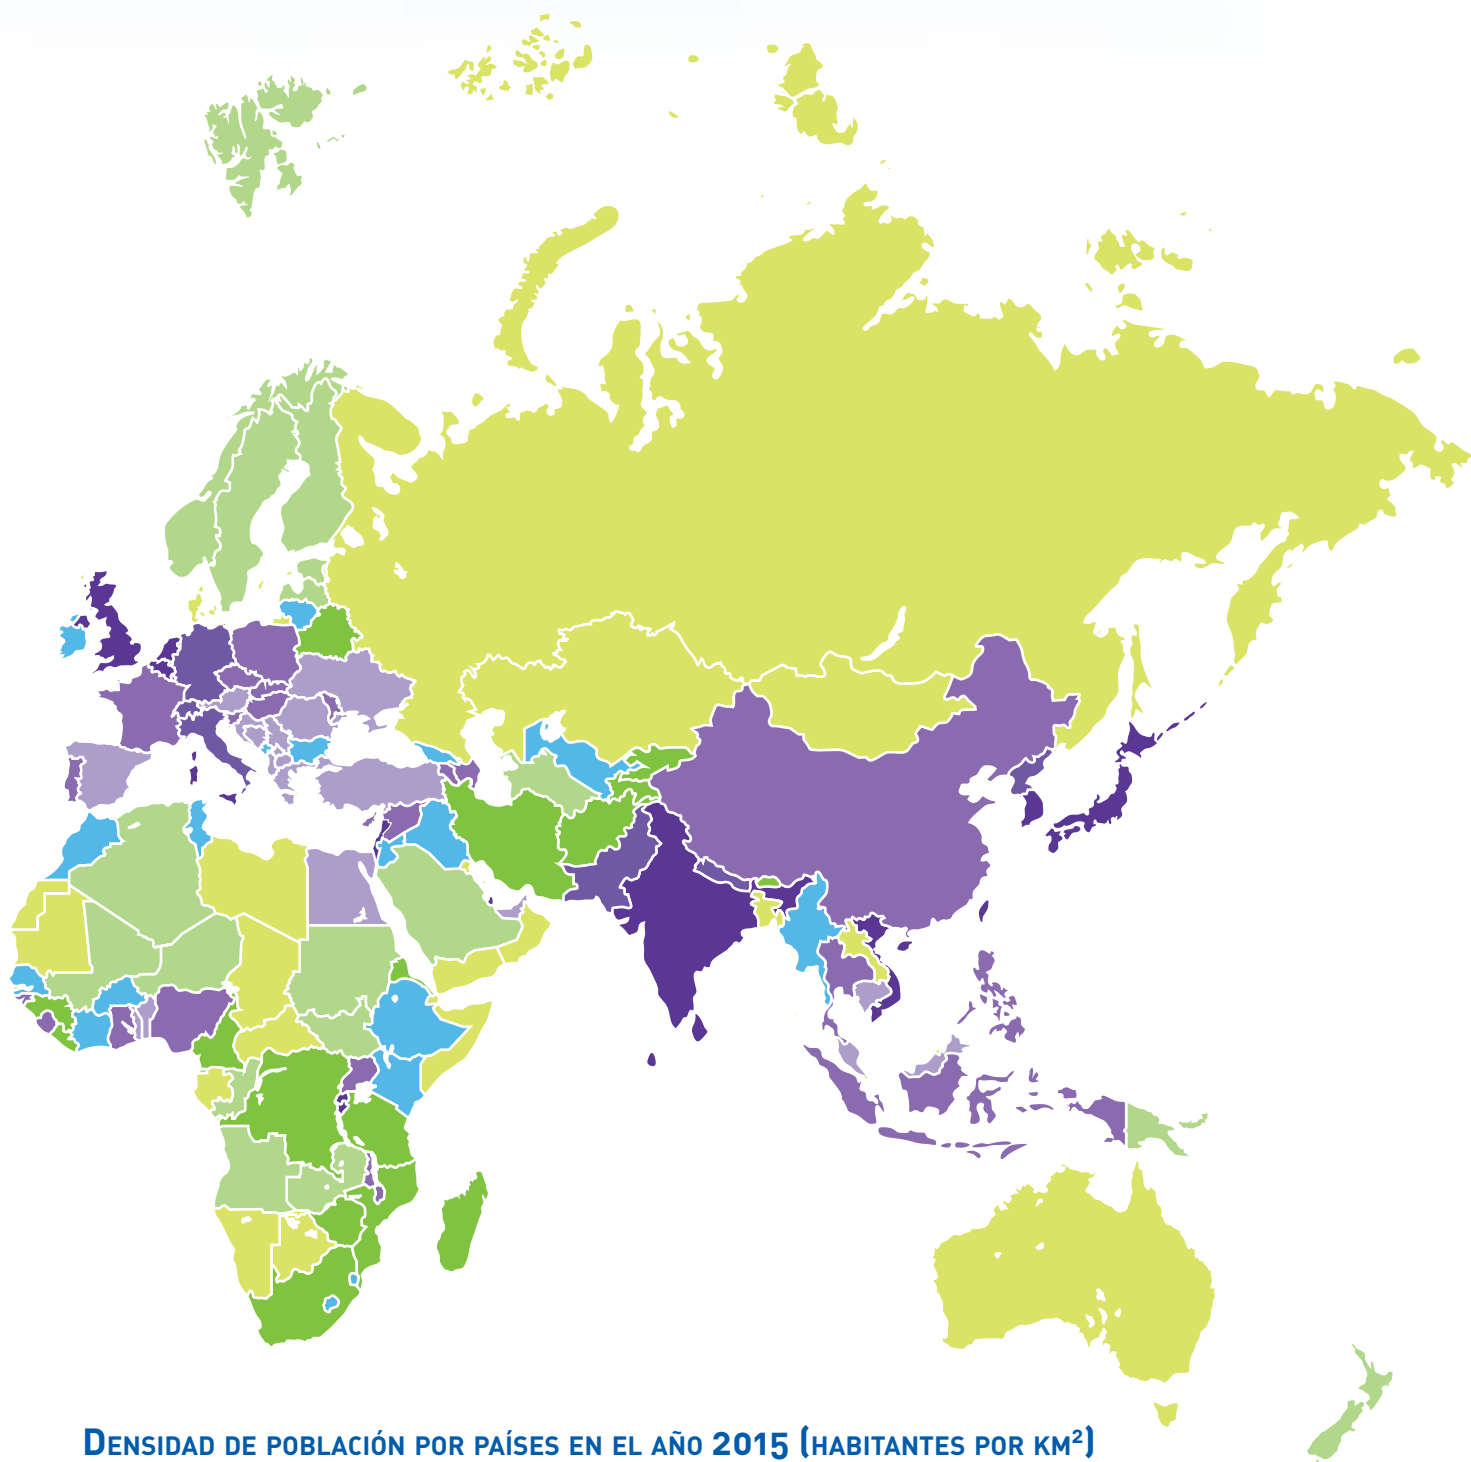 Densidad de población por países en el año 2015 (habitantes por km²)